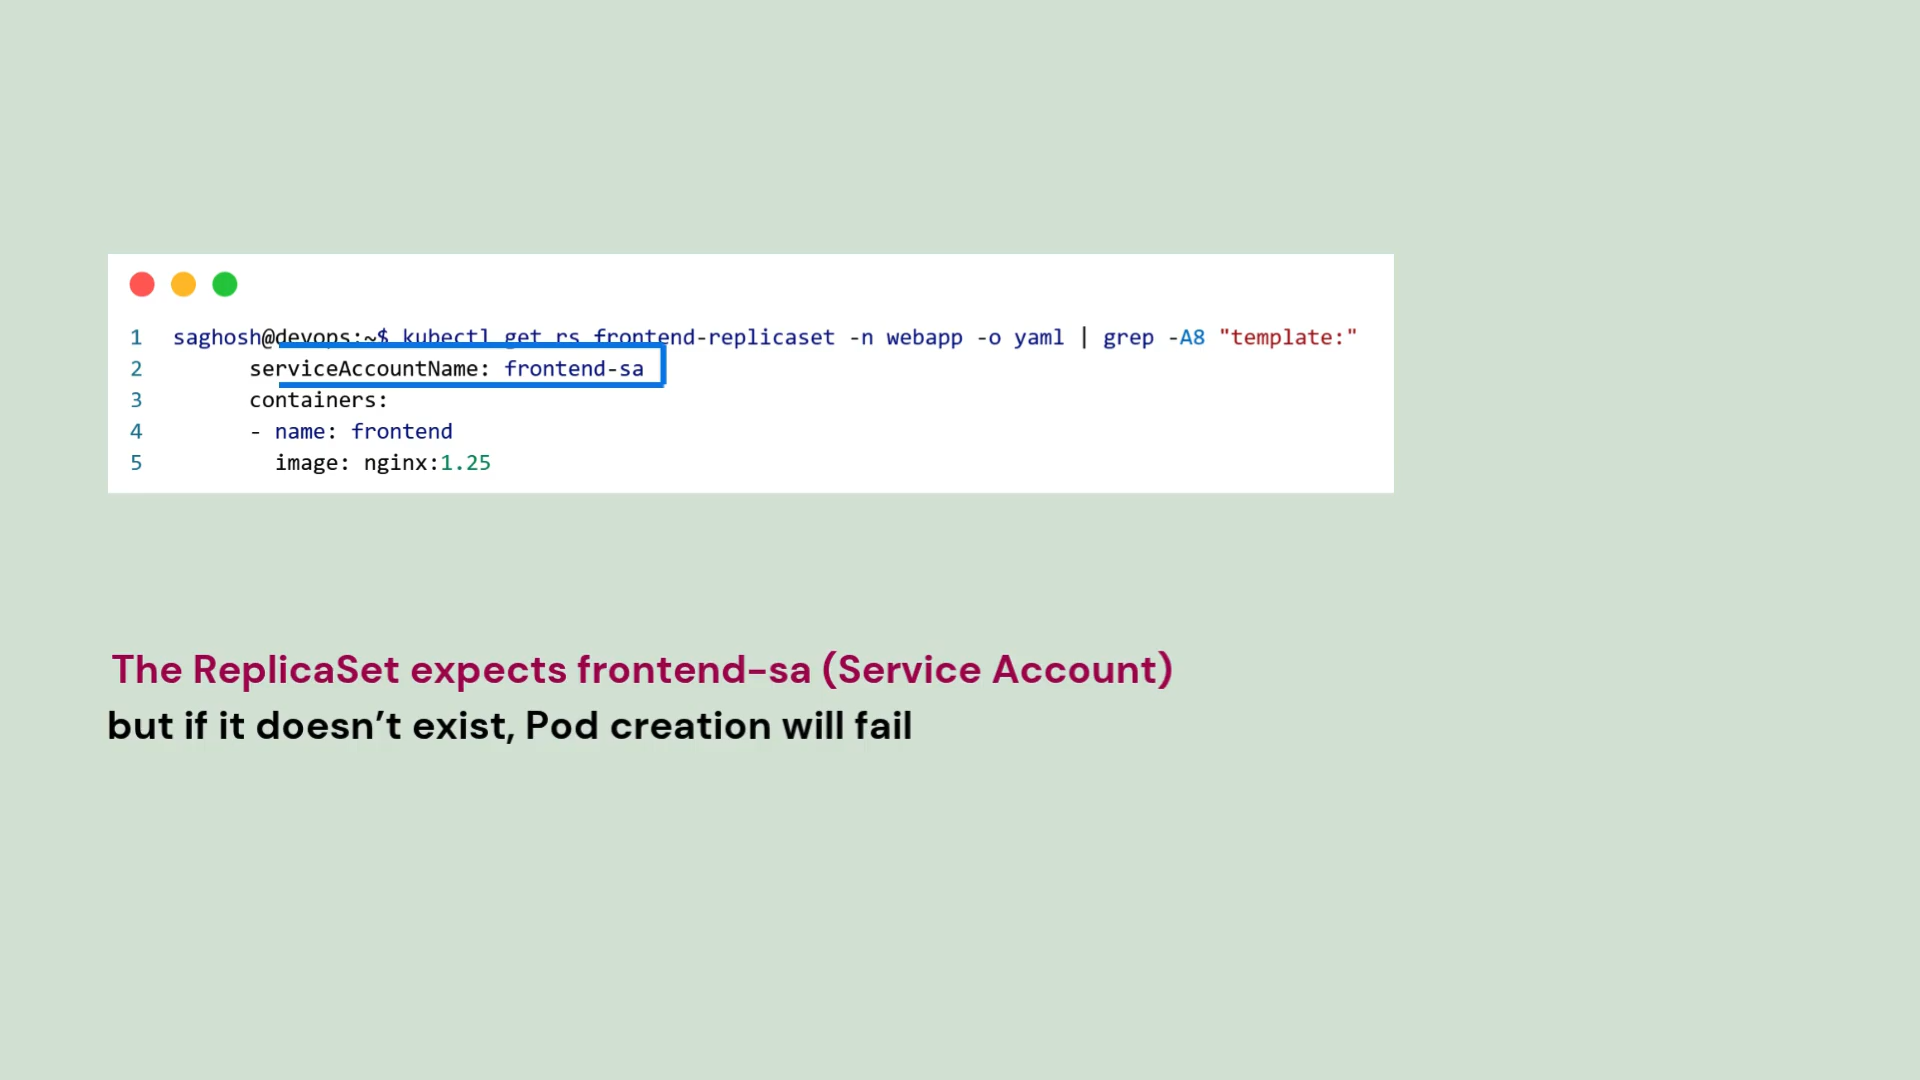 1 saghosh@devops:~$ kubectl get rs frontend-replicaset -n webapp -o yaml | grep -A8 "template:"
2 serviceAccountName: frontend-sa
3 containers:
4 - name: frontend
5 image: nginx:1.25
The ReplicaSet expects frontend-sa (Service Account)
but if it doesn’t exist, Pod creation will fail